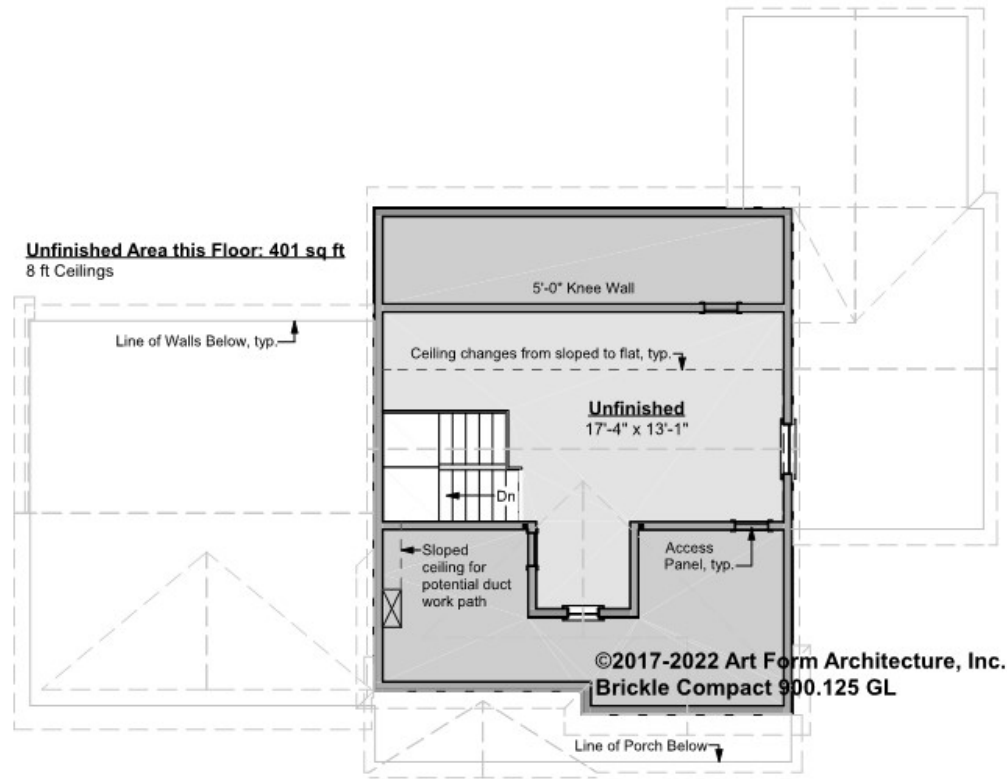 Unfinished Area this Floor: 401 sq ft
8 ft Ceilings
5'-0" Knee Wall
Line of Walls Below, typ.
Ceiling changes from sloped to flat, typ.
Unfinished
17'-4" x 13'-1"
Dn
Sloped
ceiling for
potential duct
work path
Access
Panel, typ.
©2017-2022 Art Form Architecture, Inc.
Brickle Compact 900.125 GL
Line of Porch Below